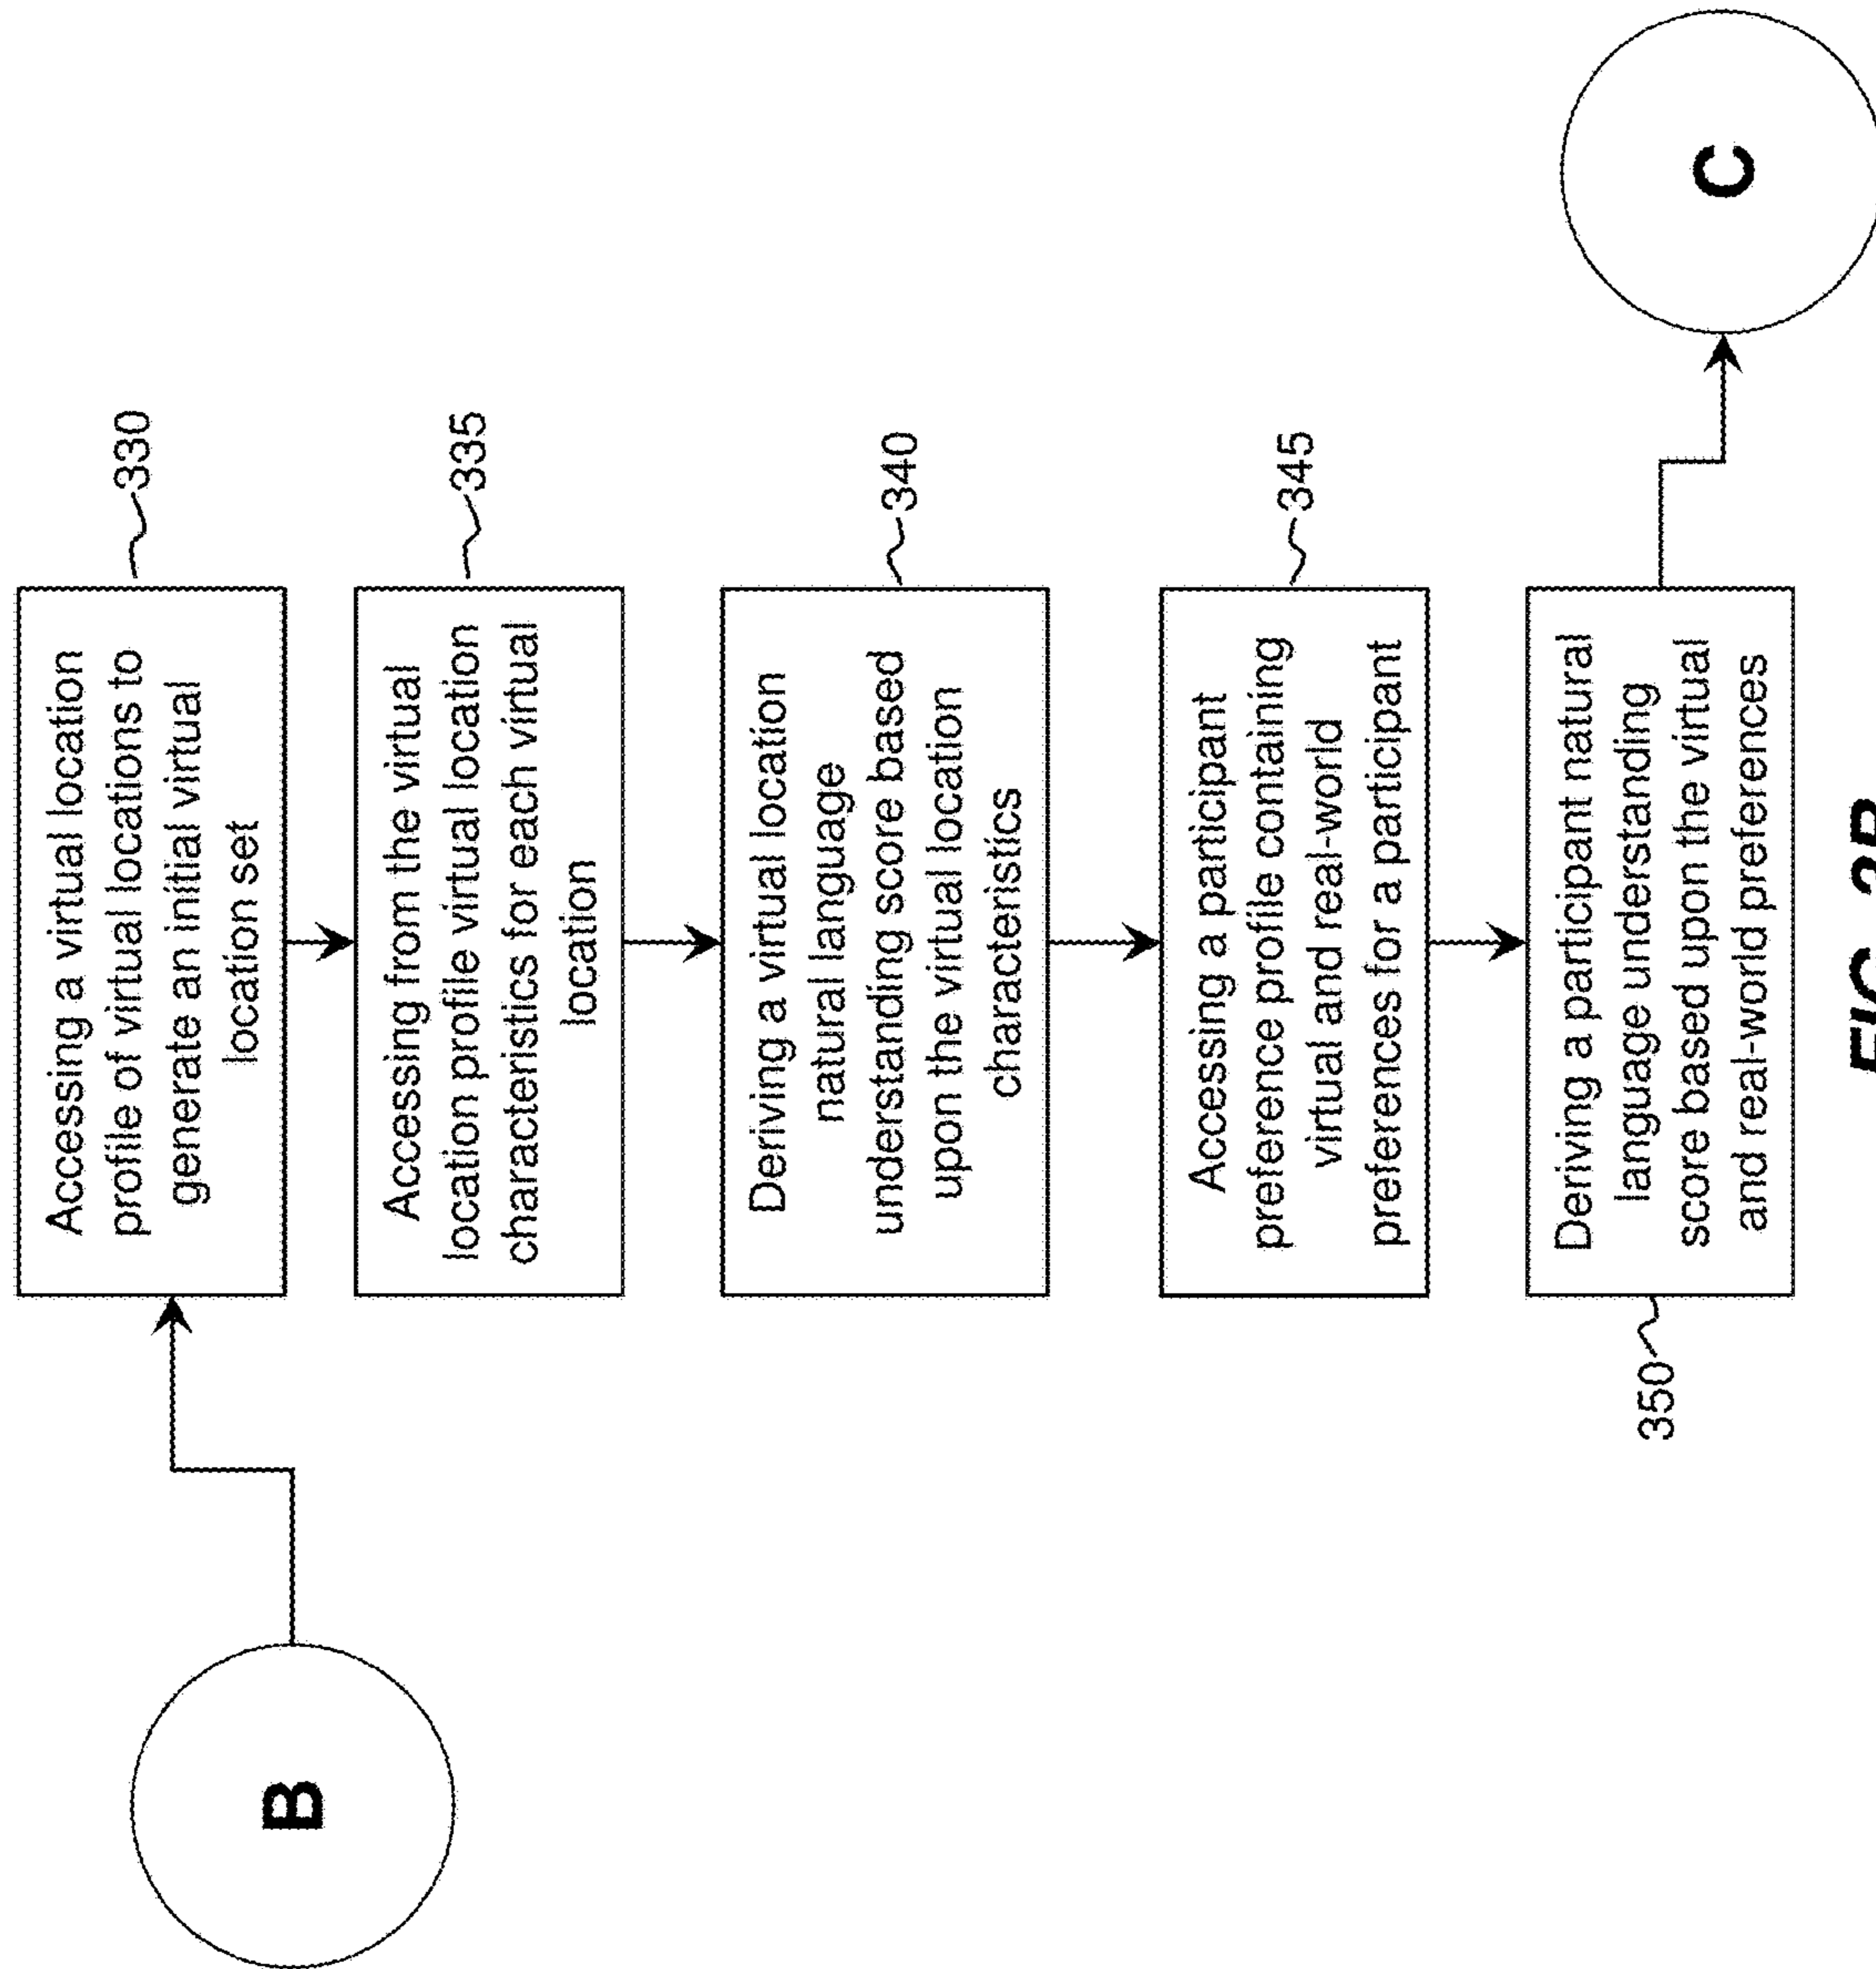 B
Accessing a virtual location
profile of virtual locations to
generate an initial virtual
location set
330
Accessing from the virtual
location profile virtual location
characteristics for each virtual
location
335
Deriving a virtual location
natural language
understanding score based
upon the virtual location
characteristics
340
Accessing a participant
preference profile containing
virtual and real-world
preferences for a participant
345
350
Deriving a participant natural
language understanding
score based upon the virtual
and real-world preferences
C
FIG. 3B